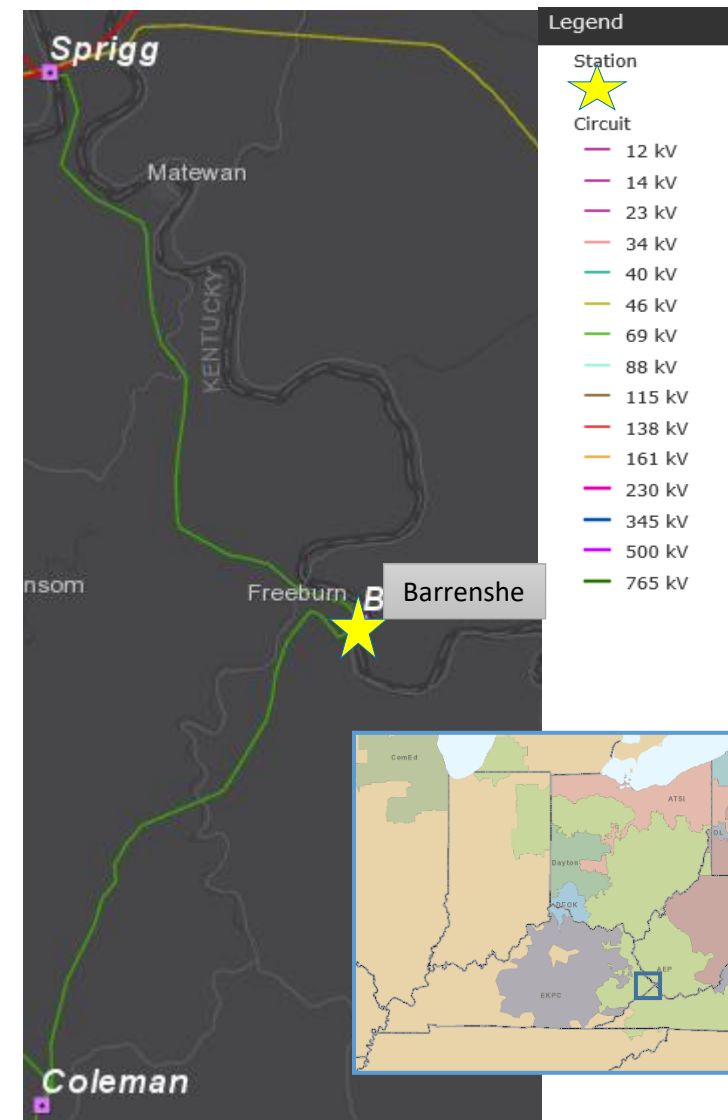 Sprigg
Matewan
KENTUCKY
nsom
Freeburn
B
Barrenshe
Coleman
Legend
Station
Circuit
12 kV
14 kV
23 kV
34 kV
40 kV
46 kV
69 kV
88 kV
115 kV
138 kV
161 kV
230 kV
345 kV
500 kV
765 kV
ComEd
ATSI
DL
Dayton
DEOK
AEP
EKPC